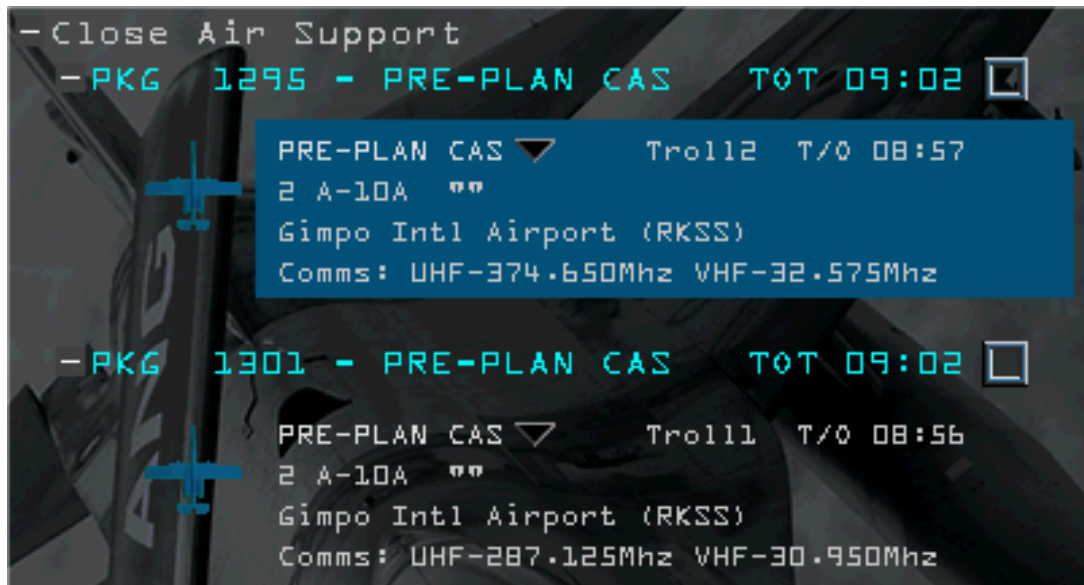 -Close Air Support
-PKG 1295 - PRE-PLAN CAS TOT 09:02
PRE-PLAN CAS Troll2 T/O 08:57
2 A-10A ""
Gimpo Intl Airport (RKSS)
Comms: UHF-374.650Mhz VHF-32.575Mhz
-PKG 1301 - PRE-PLAN CAS TOT 09:02
PRE-PLAN CAS Troll1 T/O 08:56
2 A-10A ""
Gimpo Intl Airport (RKSS)
Comms: UHF-287.125Mhz VHF-30.950Mhz